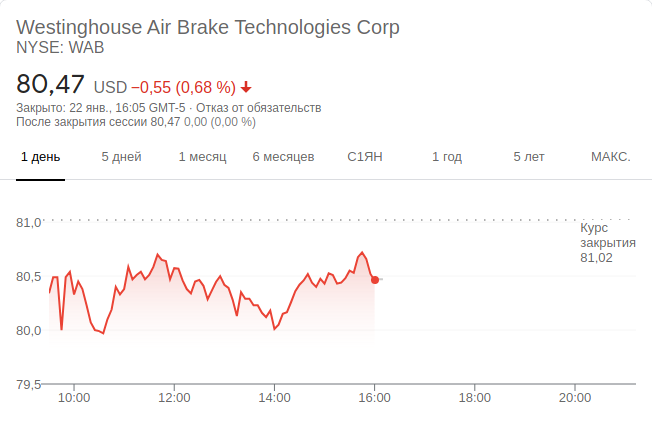 Westinghouse Air Brake Technologies Corp
NYSE: WAB
80,47 USD −0,55 (0,68 %)
Закрыто: 22 янв., 16:05 GMT-5 · Отказ от обязательств
После закрытия сессии 80,47 0,00 (0,00 %)
1 день 5 дней 1 месяц 6 месяцев С1ЯН 1 год 5 лет МАКС.
81,0
Курс
закрытия
81,02
80,5
80,0
79,5
10:00 12:00 14:00 16:00 18:00 20:00